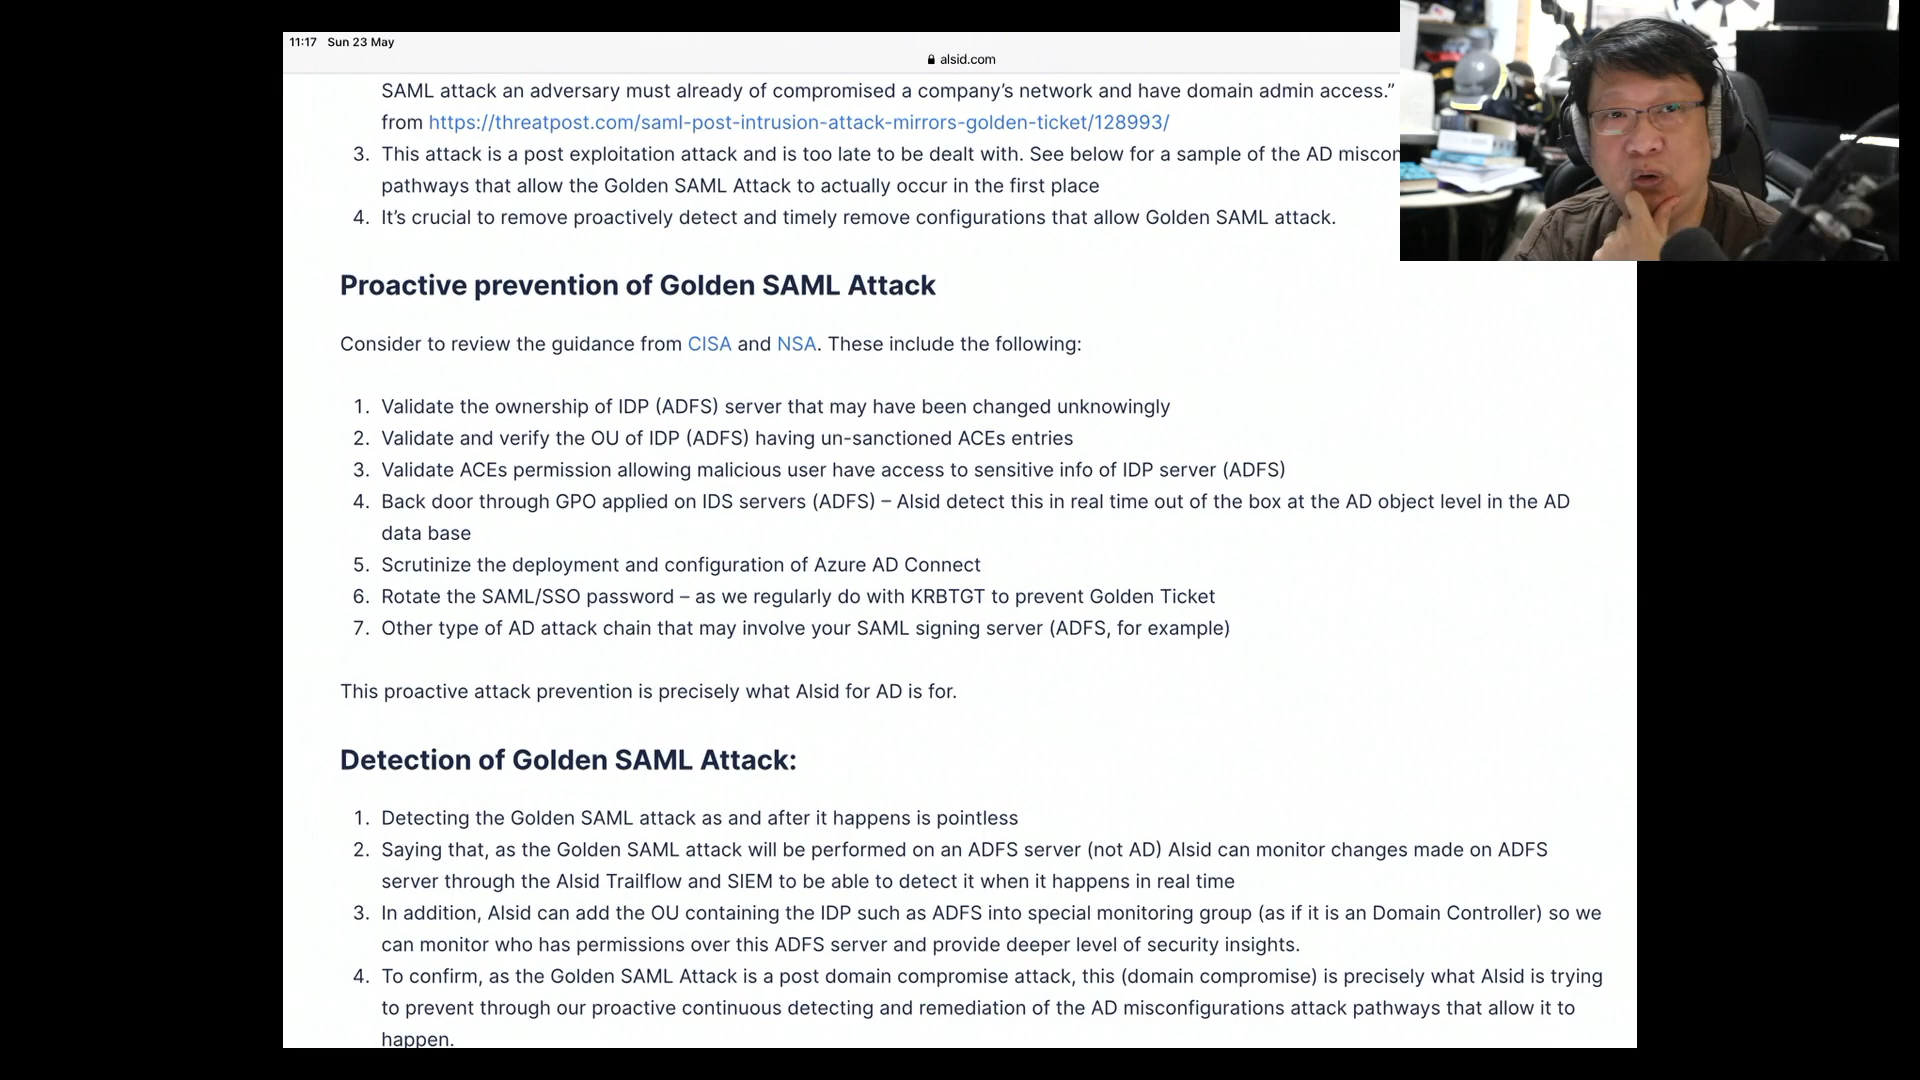 11:17 Sun 23 May
alsid.com
SAML attack an adversary must already of compromised a company’s network and have domain admin access.”
from https://threatpost.com/saml-post-intrusion-attack-mirrors-golden-ticket/128993/
3. This attack is a post exploitation attack and is too late to be dealt with. See below for a sample of the AD
pathways that allow the Golden SAML Attack to actually occur in the first place
4. It’s crucial to remove proactively detect and timely remove configurations that allow Golden SAML attack.
Proactive prevention of Golden SAML Attack
Consider to review the guidance from CISA and NSA. These include the following:
1. Validate the ownership of IDP (ADFS) server that may have been changed unknowingly
2. Validate and verify the OU of IDP (ADFS) having un-sanctioned ACEs entries
3. Validate ACEs permission allowing malicious user have access to sensitive info of IDP server (ADFS)
4. Back door through GPO applied on IDS servers (ADFS) – Alsid detect this in real time out of the box at the AD object level in the AD
data base
5. Scrutinize the deployment and configuration of Azure AD Connect
6. Rotate the SAML/SSO password – as we regularly do with KRBTGT to prevent Golden Ticket
7. Other type of AD attack chain that may involve your SAML signing server (ADFS, for example)
This proactive attack prevention is precisely what Alsid for AD is for.
Detection of Golden SAML Attack:
1. Detecting the Golden SAML attack as and after it happens is pointless
2. Saying that, as the Golden SAML attack will be performed on an ADFS server (not AD) Alsid can monitor changes made on ADFS
server through the Alsid Trailflow and SIEM to be able to detect it when it happens in real time
3. In addition, Alsid can add the OU containing the IDP such as ADFS into special monitoring group (as if it is an Domain Controller) so we
can monitor who has permissions over this ADFS server and provide deeper level of security insights.
4. To confirm, as the Golden SAML Attack is a post domain compromise attack, this (domain compromise) is precisely what Alsid is trying
to prevent through our proactive continuous detecting and remediation of the AD misconfigurations attack pathways that allow it to
happen.